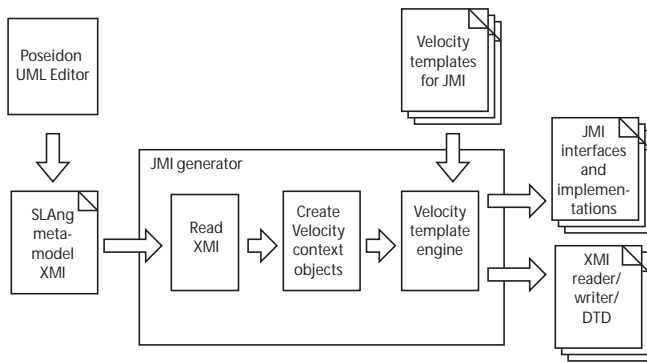 Poseidon
UML Editor
Velocity
templates
for JMI
JMI generator
SLAng
meta-
model
XMI
Read
XMI
Create
Velocity
context
objects
Velocity
template
engine
JMI
interfaces
and
implemen-
tations
XMI
reader/
writer/
DTD